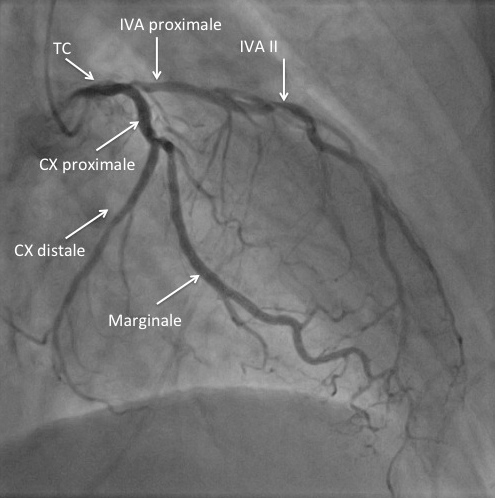 IVA proximale
TC
IVA II
CX proximale
CX distale
Marginale